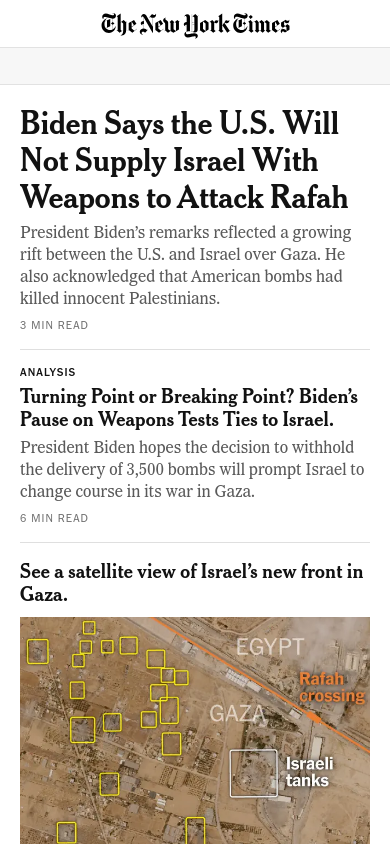 The New York Times
Biden Says the U.S. Will
Not Supply Israel With
Weapons to Attack Rafah
President Biden’s remarks reflected a growing
rift between the U.S. and Israel over Gaza. He
also acknowledged that American bombs had
killed innocent Palestinians.
3 MIN READ
ANALYSIS
Turning Point or Breaking Point? Biden’s
Pause on Weapons Tests Ties to Israel.
President Biden hopes the decision to withhold
the delivery of 3,500 bombs will prompt Israel to
change course in its war in Gaza.
6 MIN READ
See a satellite view of Israel’s new front in
Gaza.
EGYPT
Rafah
crossing
GAZA
Israeli
tanks